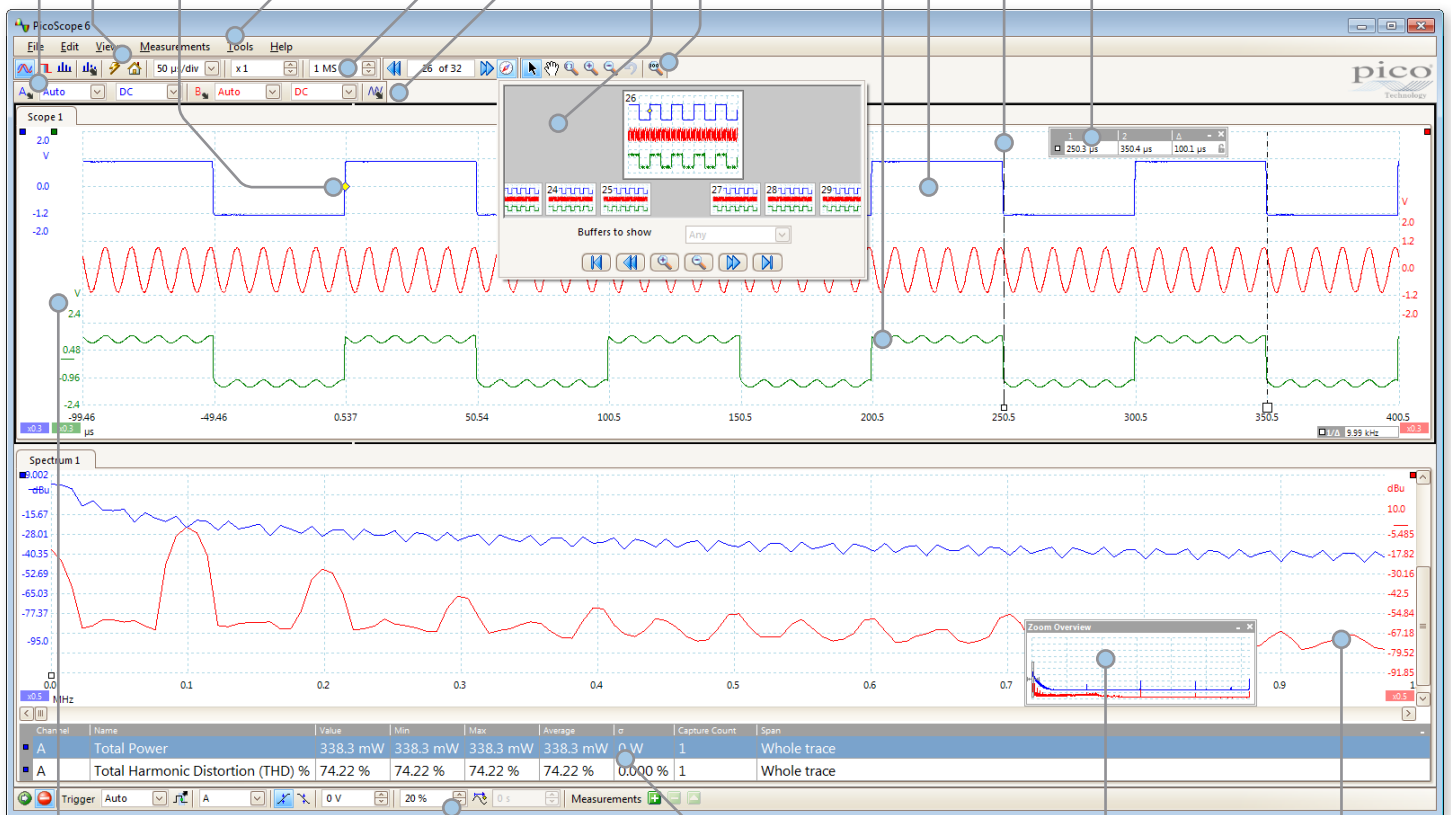 PicoScope 6
File Edit Views Measurements Tools Help
50 µs/div x 1 1 MS 26 of 32
pico
Technology
A Auto DC B Auto DC
Scope 1
2.0
V
0.0
-1.2
-2.0
V
2.4
0.48
-0.96
-2.4
-99.46 -49.46 0.537 50.54 100.5 150.5 200.5 250.5 300.5 350.5 400.5
x0.3 x0.3 µs
26
24 25 27 28 29
Buffers to show Any
1 2 Δ
250.3 µs 350.4 µs 100.1 µs
V
2.0
1.2
0.0
-1.2
-2.0
1/Δ 9.99 kHz x0.3
Spectrum 1
9.002
dBu
-15.67
-28.01
-40.35
-52.69
-65.03
-77.37
-95.0
0.0 0.1 0.2 0.3 0.4 0.5 0.6 0.7 0.9 1
x0.5 MHz
Zoom Overview
dBu
10.0
-5.485
-17.82
-30.16
-42.5
-54.84
-67.18
-79.52
-91.85
x0.5
Channel Name Value Min Max Average σ Capture Count Span
A Total Power 338.3 mW 338.3 mW 338.3 mW 338.3 mW 0 W 1 Whole trace
A Total Harmonic Distortion (THD) % 74.22 % 74.22 % 74.22 % 74.22 % 0.000 % 1 Whole trace
Trigger Auto A 0 V 20 % 0 s Measurements